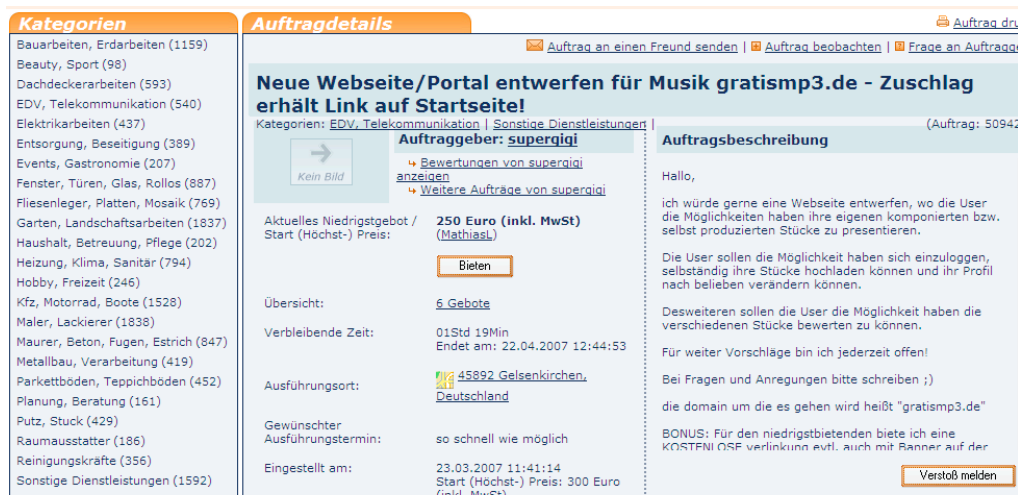 Kategorien
Bauarbeiten, Erdarbeiten (1159)
Beauty, Sport (98)
Dachdeckerarbeiten (593)
EDV, Telekommunikation (540)
Elektrikarbeiten (437)
Entsorgung, Beseitigung (389)
Events, Gastronomie (207)
Fenster, Türen, Glas, Rollos (887)
Fliesenleger, Platten, Mosaik (769)
Garten, Landschaftsarbeiten (1837)
Haushalt, Betreuung, Pflege (202)
Heizung, Klima, Sanitär (794)
Hobby, Freizeit (246)
Kfz, Motorrad, Boote (1528)
Maler, Lackierer (1838)
Maurer, Beton, Fugen, Estrich (847)
Metallbau, Verarbeitung (419)
Parkettböden, Teppichböden (452)
Planung, Beratung (161)
Putz, Stuck (429)
Raumausstatter (186)
Reinigungskräfte (356)
Sonstige Dienstleistungen (1592)
Auftragdetails
Auftrag dru
Auftrag an einen Freund senden | Auftrag beobachten | Frage an Auftragge
Neue Webseite/Portal entwerfen für Musik gratismp3.de - Zuschlag
erhält Link auf Startseite!
Kategorien: EDV, Telekommunikation | Sonstige Dienstleistungen |
(Auftrag: 50942
Kein Bild
Auftraggeber: supergigi
Bewertungen von supergigi
anzeigen
Weitere Aufträge von supergigi
Aktuelles Niedrigstgebot / 250 Euro (inkl. MwSt)
Start (Höchst-) Preis: (MathiasL)
Bieten
Übersicht: 6 Gebote
Verbleibende Zeit: 01Std 19Min
Endet am: 22.04.2007 12:44:53
Ausführungsort: 45892 Gelsenkirchen,
Deutschland
Gewünschter
Ausführungstermin: so schnell wie möglich
Eingestellt am: 23.03.2007 11:41:14
Start (Höchst-) Preis: 300 Euro
(inkl. MwSt)
Auftragsbeschreibung
Hallo,
ich würde gerne eine Webseite entwerfen, wo die User
die Möglichkeiten haben ihre eigenen komponierten bzw.
selbst produzierten Stücke zu presentieren.
Die User sollen die Möglichkeit haben sich einzuloggen,
selbständig ihre Stücke hochladen können und ihr Profil
nach belieben verändern können.
Desweiteren sollen die User die Möglichkeit haben die
verschiedenen Stücke bewerten zu können.
Für weiter Vorschläge bin ich jederzeit offen!
Bei Fragen und Anregungen bitte schreiben ;)
die domain um die es gehen wird heißt "gratismp3.de"
BONUS: Für den niedrigstbietenden biete ich eine
KOSTENLOSE verlinkung evtl. auch mit Banner auf der
Verstoß melden